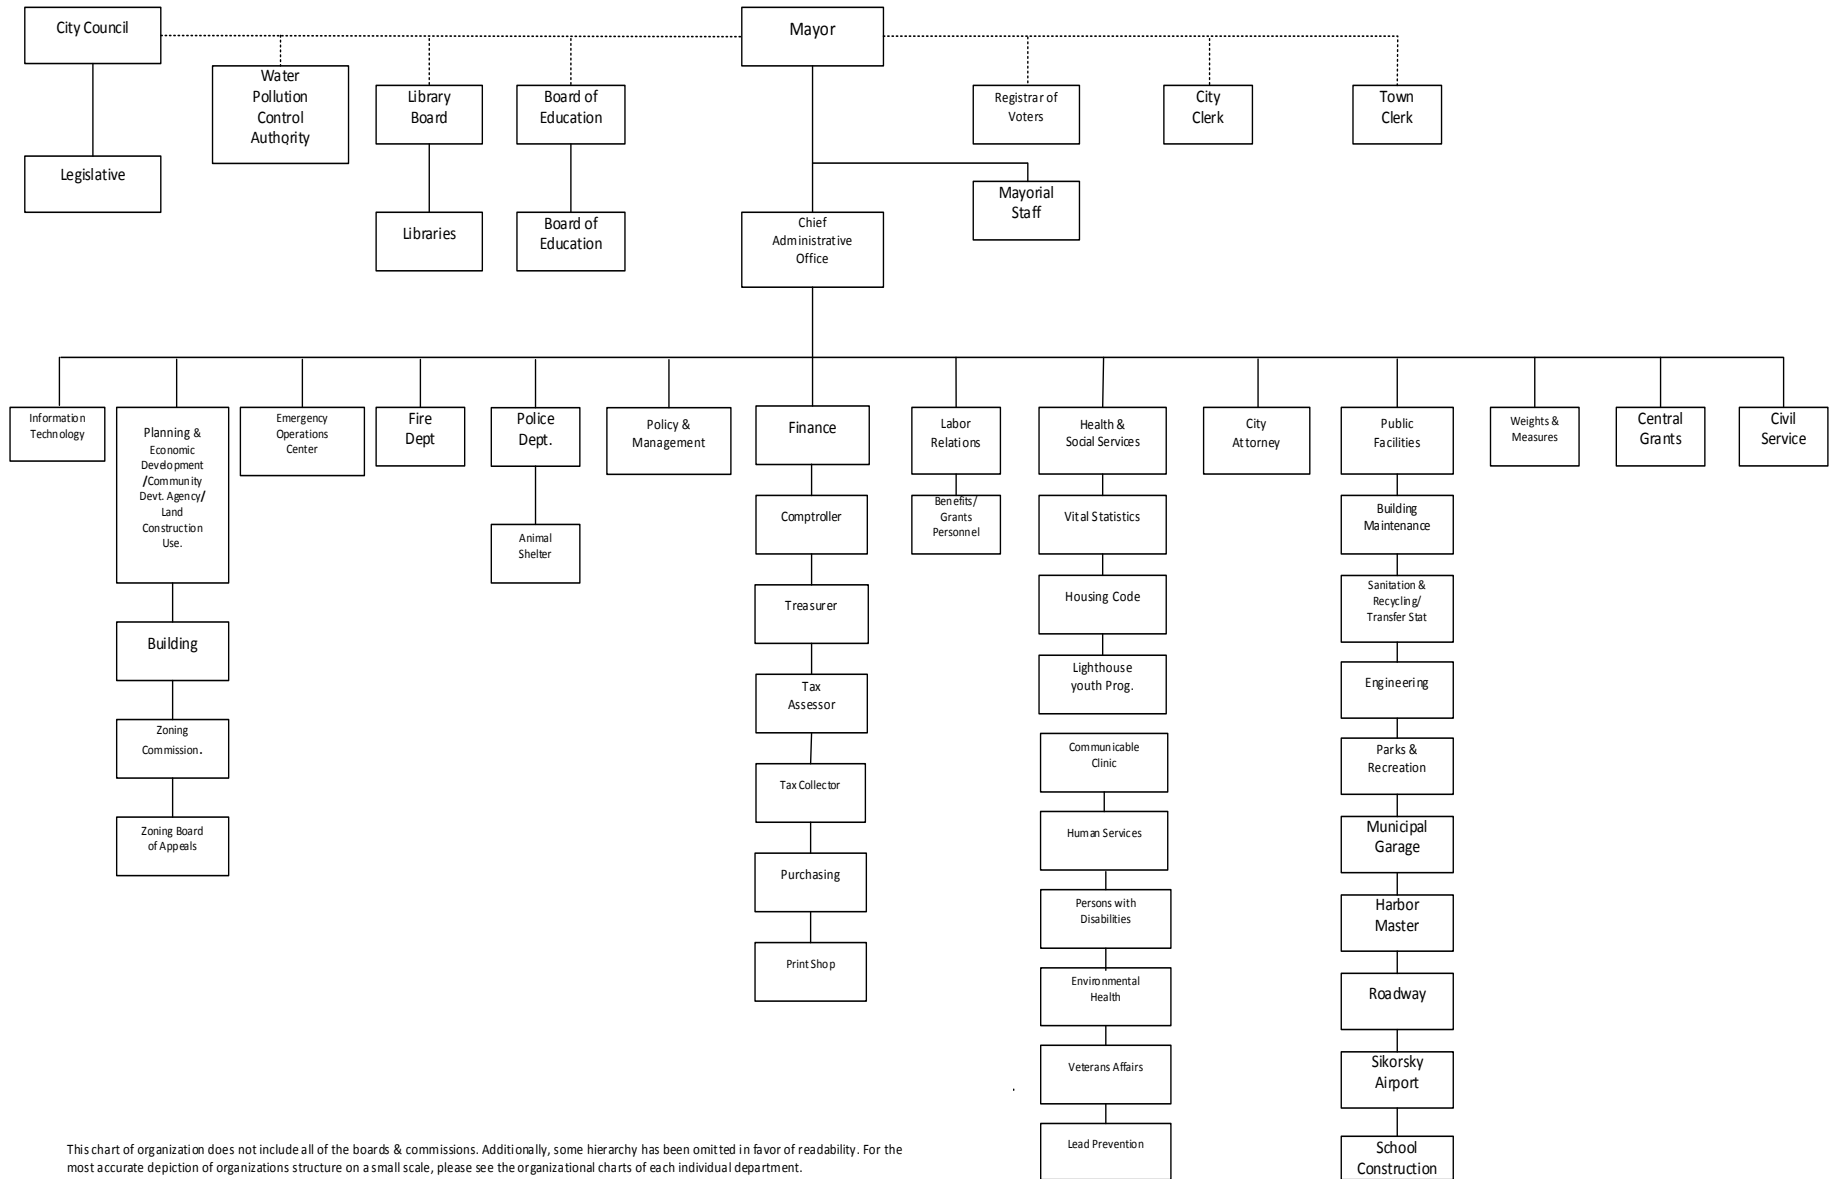 City Council
Mayor
Water
Pollution
Control
Authority
Library
Board
Board of
Education
Registrar of
Voters
City
Clerk
Town
Clerk
Legislative
Mayorial
Staff
Libraries
Board of
Education
Chief
Administrative
Office
Information
Technology
Planning &
Economic
Development
/Community
Devt. Agency/
Land
Construction
Use.
Emergency
Operations
Center
Fire
Dept
Police
Dept.
Policy &
Management
Finance
Labor
Relations
Health &
Social Services
City
Attorney
Public
Facilities
Weights &
Measures
Central
Grants
Civil
Service
Building
Zoning
Commission.
Zoning Board
of Appeals
Animal
Shelter
Comptroller
Treasurer
Tax
Assessor
Tax Collector
Purchasing
Print Shop
Benefits/
Grants
Personnel
Vital Statistics
Housing Code
Lighthouse
youth Prog.
Communicable
Clinic
Human Services
Persons with
Disabilities
Environmental
Health
Veterans Affairs
Lead Prevention
Building
Maintenance
Sanitation &
Recycling/
Transfer Stat
Engineering
Parks &
Recreation
Municipal
Garage
Harbor
Master
Roadway
Sikorsky
Airport
School
Construction
This chart of organization does not include all of the boards & commissions. Additionally, some hierarchy has been omitted in favor of readability. For the
most accurate depiction of organizations structure on a small scale, please see the organizational charts of each individual department.